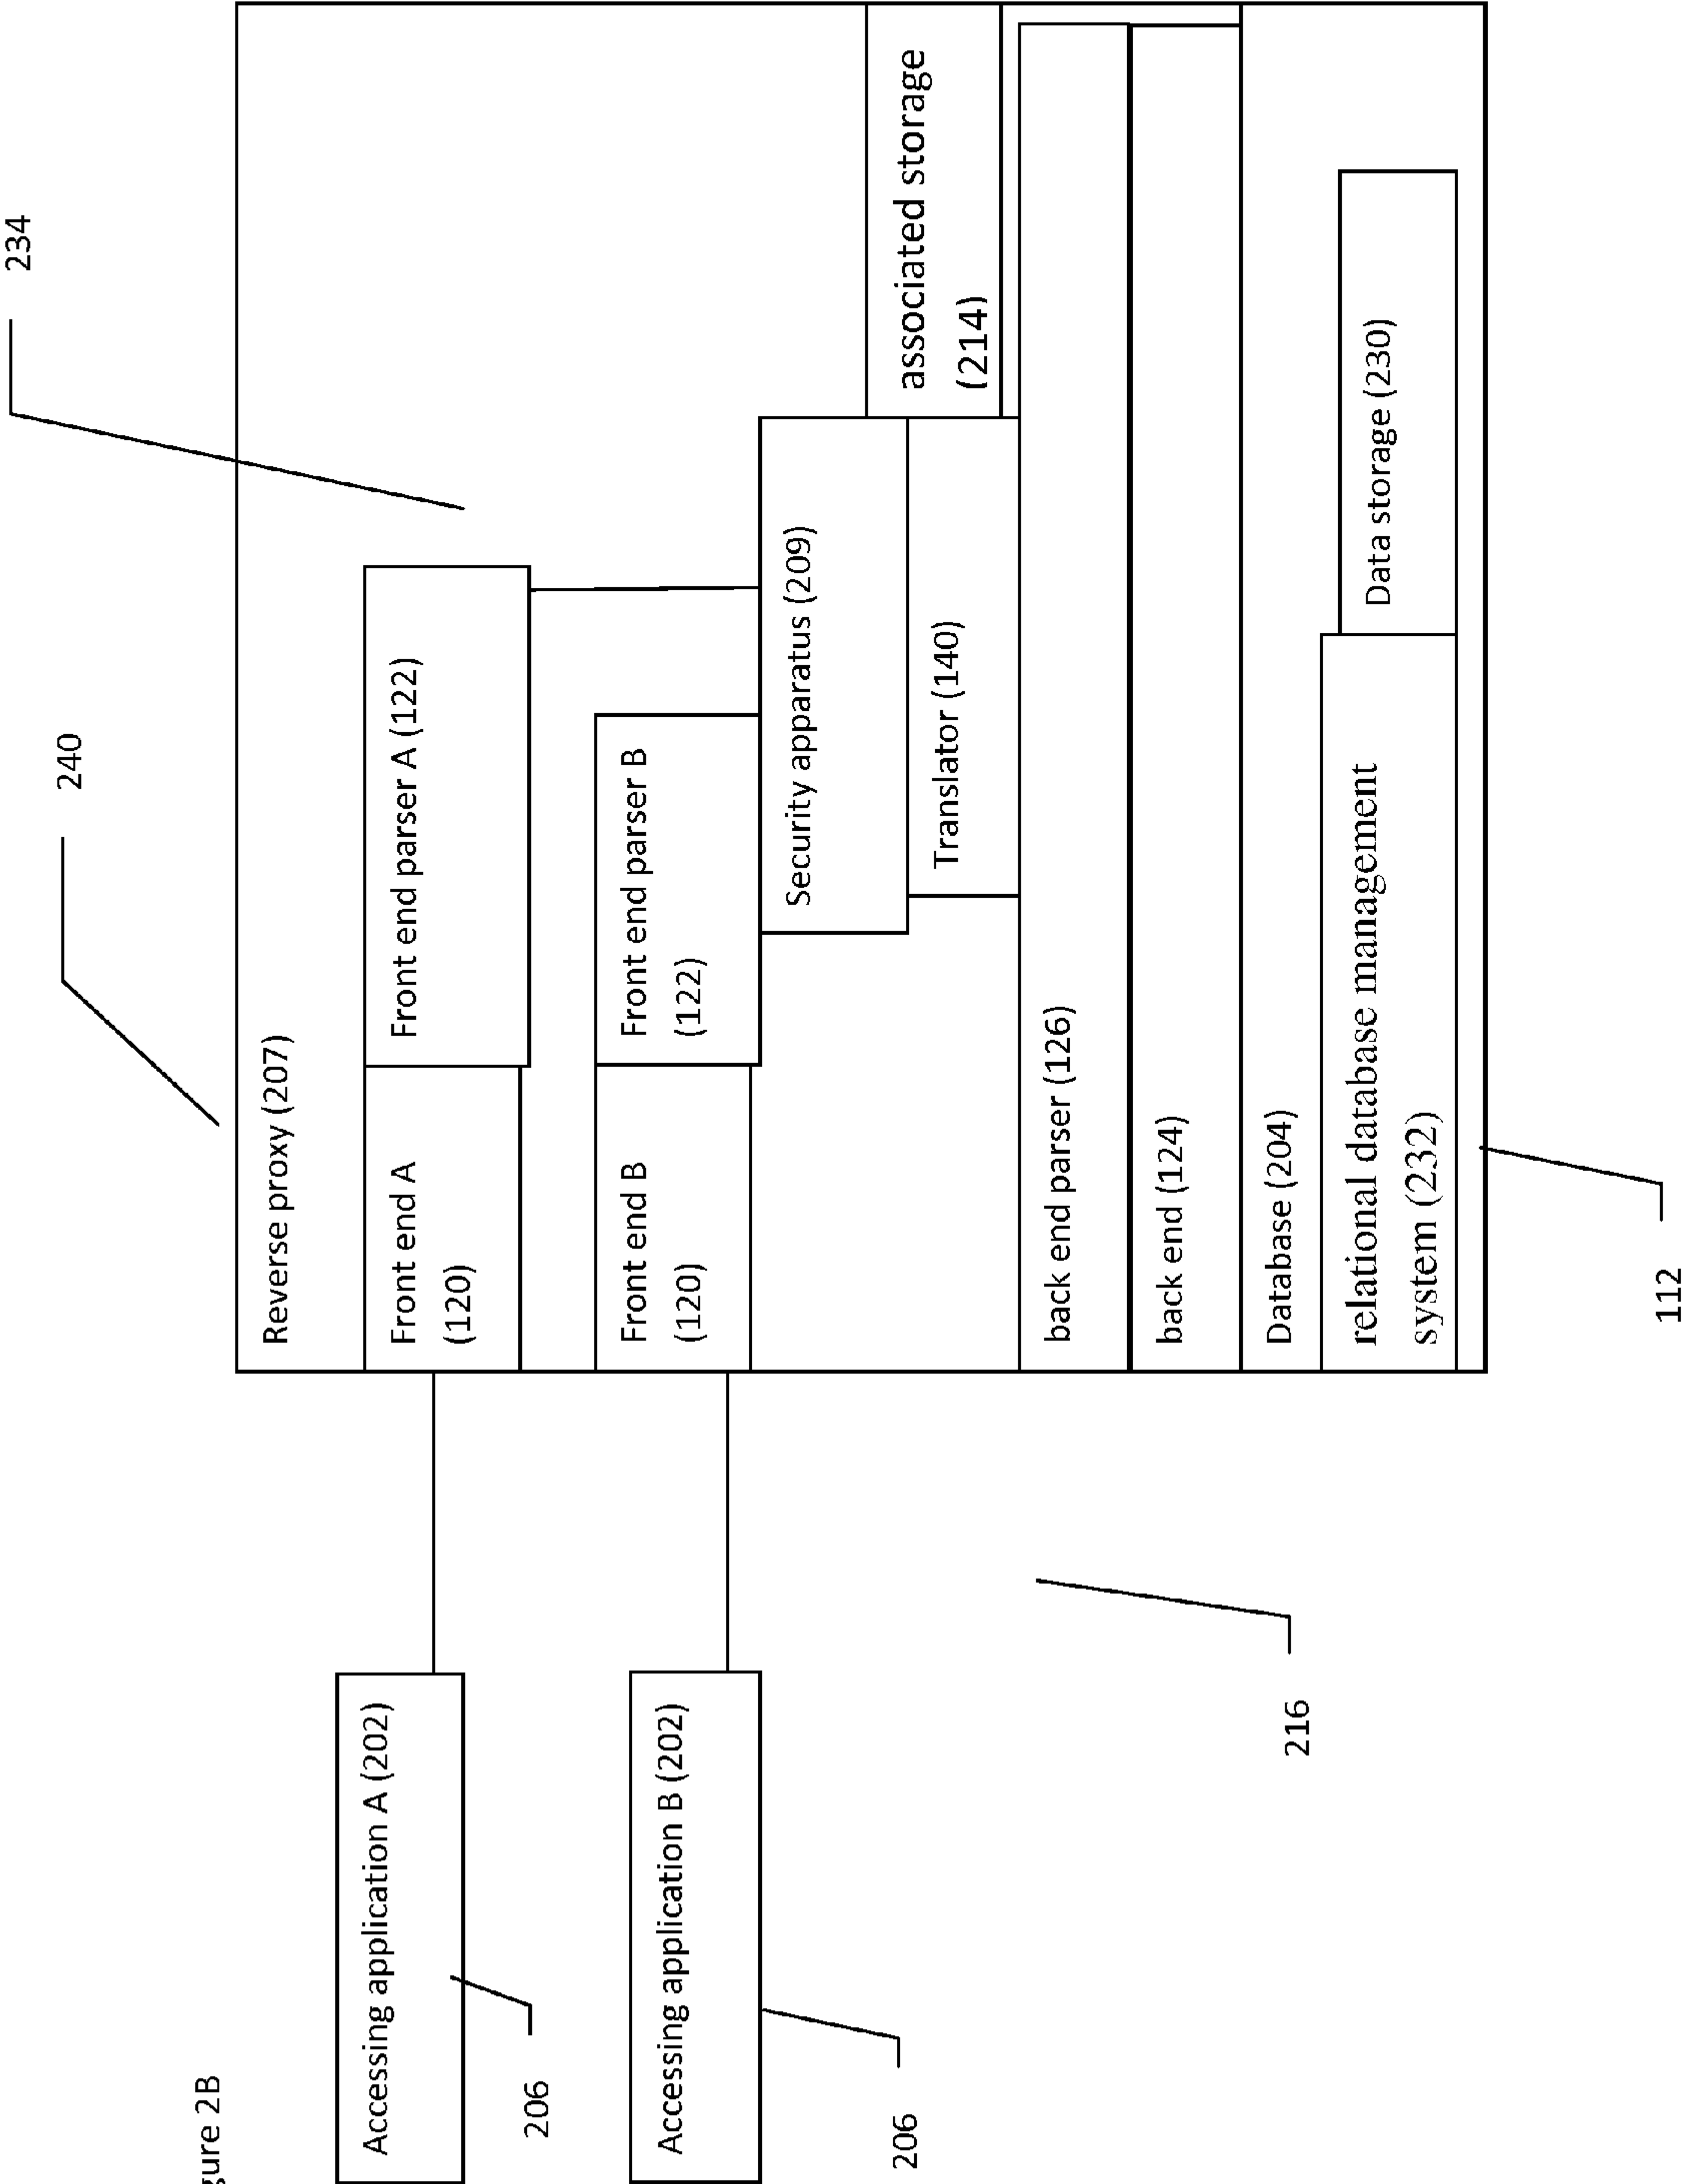 234
240
gure 2B
Reverse proxy (207)
Accessing application A (202)
Front end A
(120)
Front end parser A (122)
206
Accessing application B (202)
Front end B
(120)
Front end parser B
(122)
Security apparatus (209)
206
associated storage
(214)
Translator (140)
back end parser (126)
back end (124)
Database (204)
216
relational database management
system (232)
Data storage (230)
112